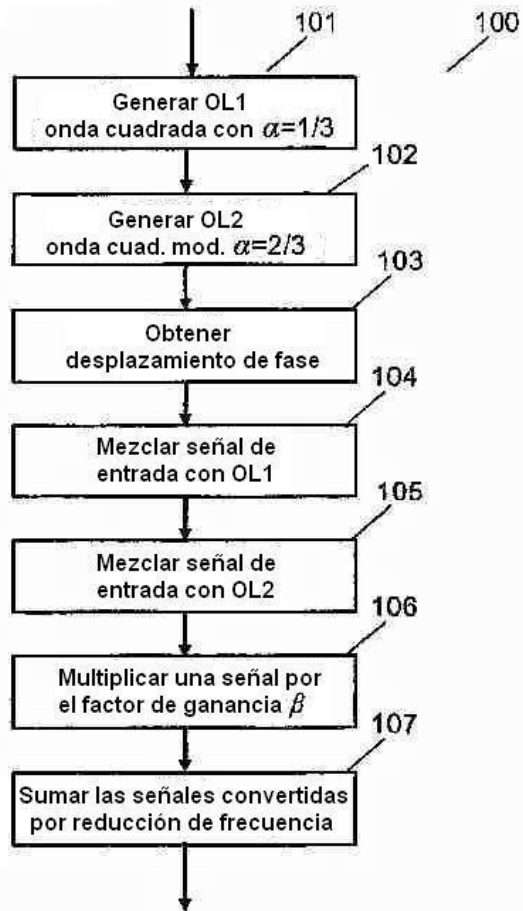 101
100
Generar OL1
onda cuadrada con α=1/3
102
Generar OL2
onda cuad. mod. α=2/3
103
Obtener
desplazamiento de fase
104
Mezclar señal de
entrada con OL1
105
Mezclar señal de
entrada con OL2
106
Multiplicar una señal por
el factor de ganancia β
107
Sumar las señales convertidas
por reducción de frecuencia